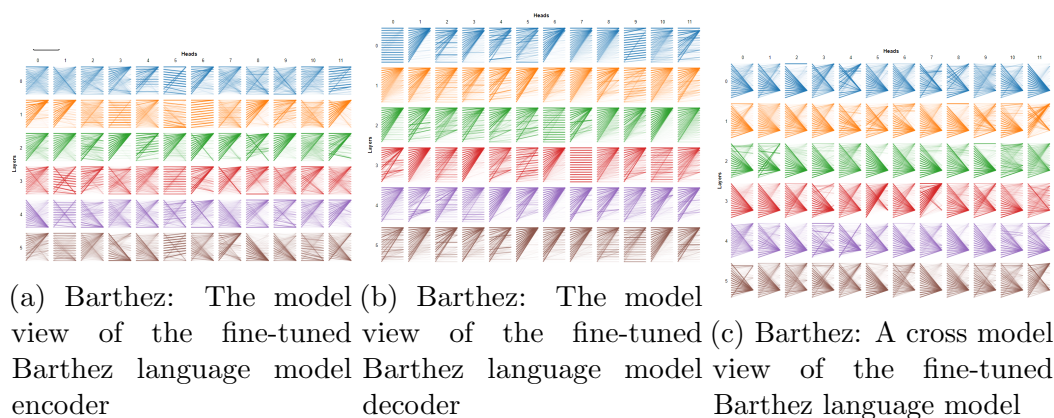 Heads
0 1 2 3 4 5 6 7 8 9 10 11
Layers
0
1
2
3
4
5
(a) Barthez: The model
view of the fine-tuned
Barthez language model
encoder
Heads
0 1 2 3 4 5 6 7 8 9 10 11
Layers
0
1
2
3
4
5
(b) Barthez: The model
view of the fine-tuned
Barthez language model
decoder
Heads
0 1 2 3 4 5 6 7 8 9 10 11
Layers
0
1
2
3
4
5
(c) Barthez: A cross model
view of the fine-tuned
Barthez language model